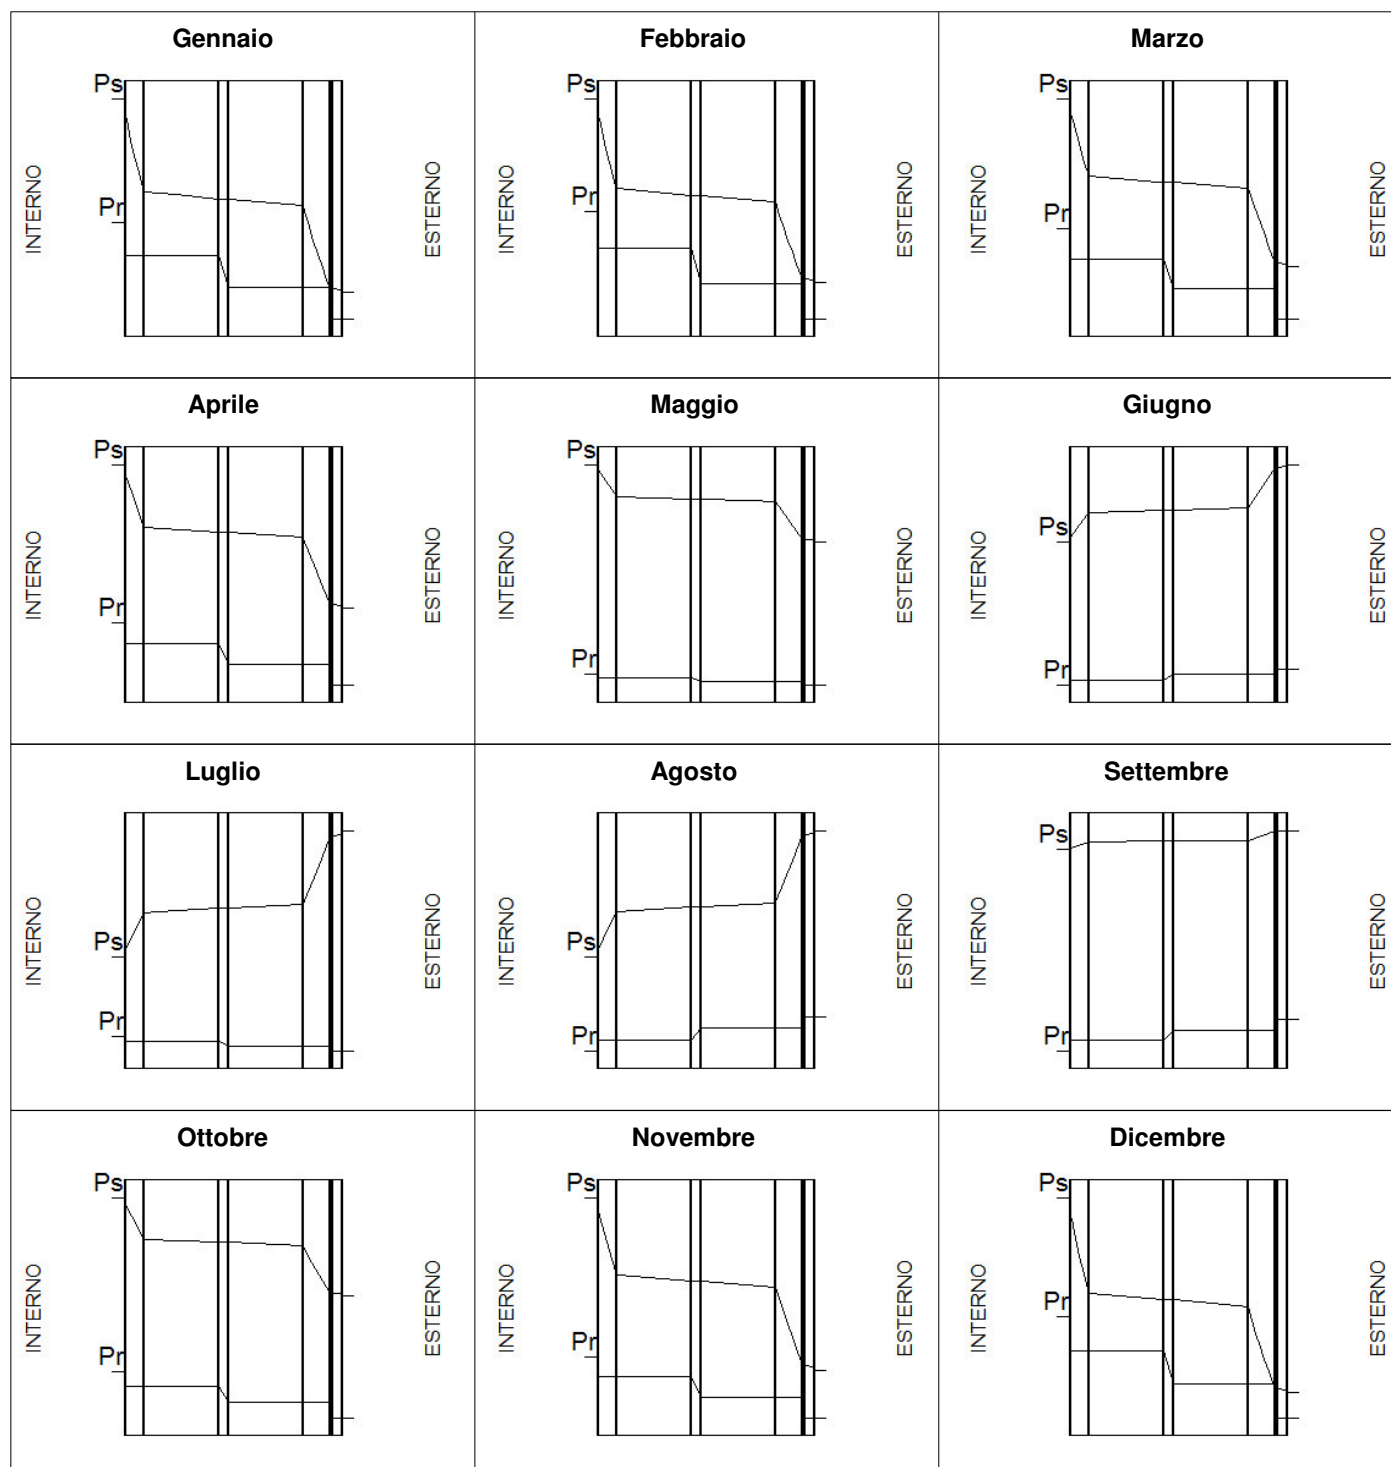 Gennaio
Febbraio
Marzo
Ps
Pr
INTERNO
ESTERNO
Ps
Pr
INTERNO
ESTERNO
Ps
Pr
INTERNO
ESTERNO
Aprile
Maggio
Giugno
Ps
Pr
INTERNO
ESTERNO
Ps
Pr
INTERNO
ESTERNO
Ps
Pr
INTERNO
ESTERNO
Luglio
Agosto
Settembre
Ps
Pr
INTERNO
ESTERNO
Ps
Pr
INTERNO
ESTERNO
Ps
Pr
INTERNO
ESTERNO
Ottobre
Novembre
Dicembre
Ps
Pr
INTERNO
ESTERNO
Ps
Pr
INTERNO
ESTERNO
Ps
Pr
INTERNO
ESTERNO